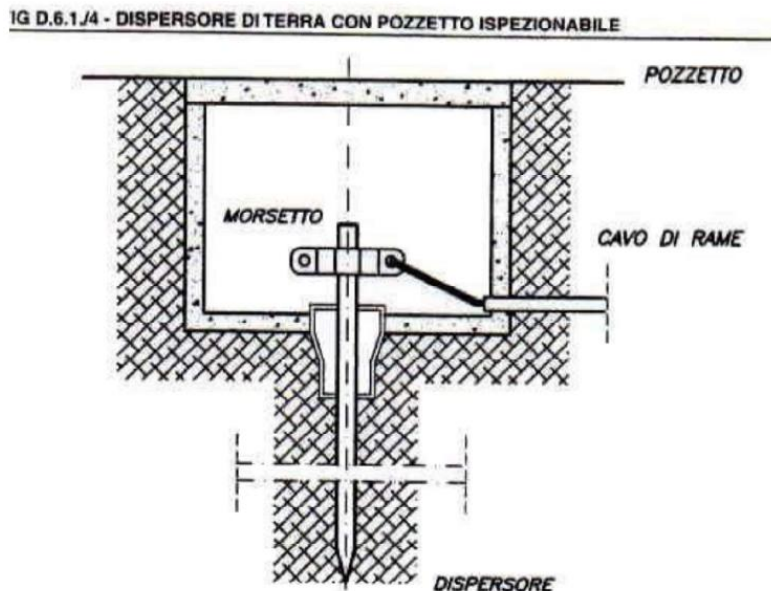 IG D.6.1./4 - DISPERSORE DI TERRA CON POZZETTO ISPEZIONABILE
POZZETTO
MORSETTO
CAVO DI RAME
DISPERSORE